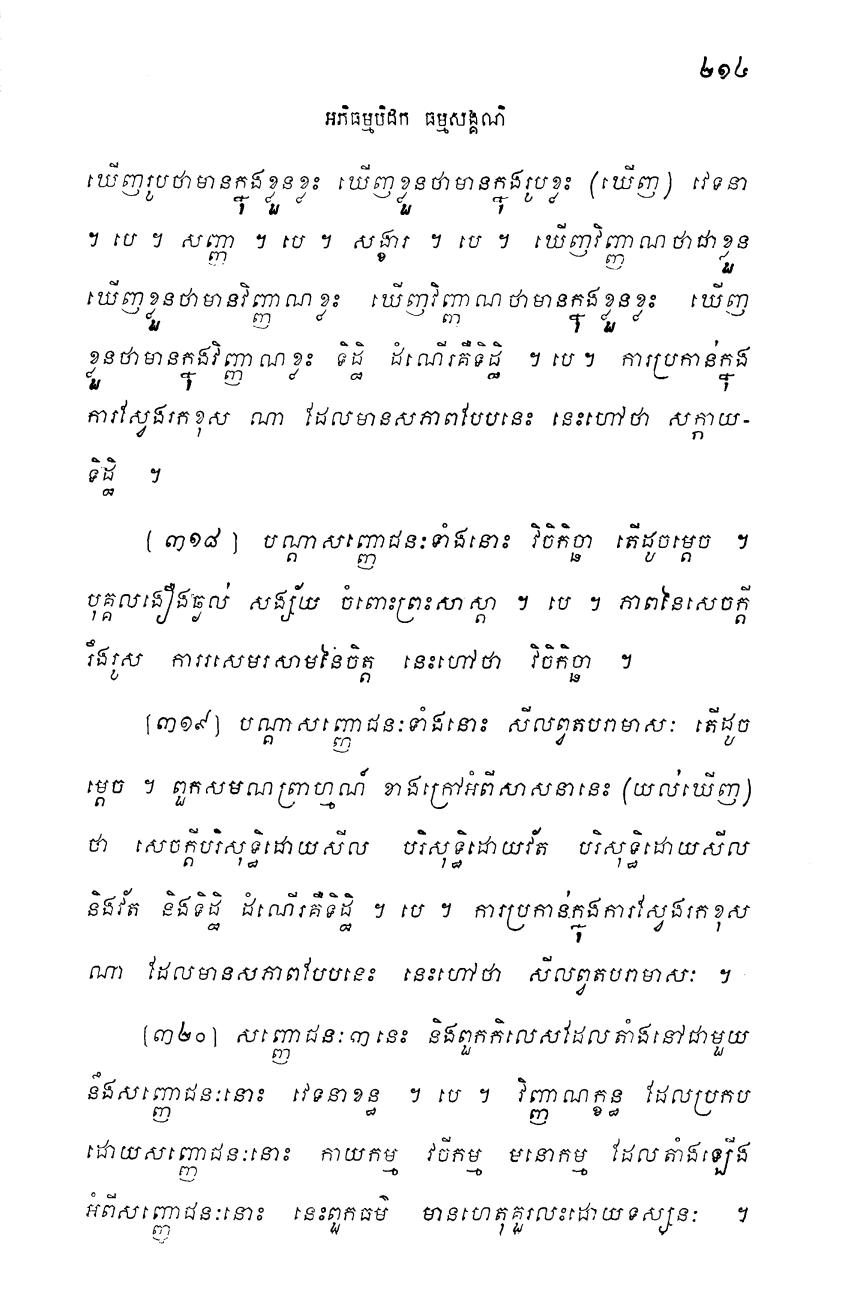 ២១៤
អភិធម្មបិដក ធម្មសង្គណិ
ឃើញរូបថាមានក្នុងខ្លួនខ្លះ ឃើញខ្លួនថាមានក្នុងរូបខ្លះ (ឃើញ) វេទនា
។ បេ ។ សញ្ញា ។ បេ ។ សង្ខារ ។ បេ ។ ឃើញវិញ្ញាណថាជាខ្លួន
ឃើញខ្លួនថាមានវិញ្ញាណខ្លះ ឃើញវិញ្ញាណថាមានក្នុងខ្លួនខ្លះ ឃើញ
ខ្លួនថាមានក្នុងវិញ្ញាណខ្លះ ទិដ្ឋិ ដំណើរគឺទិដ្ឋិ ។ បេ ។ ការប្រកាន់ក្នុង
ការស្វែងរកខុស ណា ដែលមានសភាពបែបនេះ នេះហៅថា សក្កាយ-
ទិដ្ឋិ ។
[៣១៨] បណ្តាសញ្ញោជនៈទាំងនោះ វិចិកិច្ឆា តើដូចម្តេច ។
បុគ្គលងឿងឆ្ងល់ សង្ស័យ ចំពោះព្រះសាស្តា ។ បេ ។ ភាពនៃសេចក្តី
រឹងរូស ការរសេមរសាមនៃចិត្ត នេះហៅថា វិចិកិច្ឆា ។
[៣១៩] បណ្តាសញ្ញោជនៈទាំងនោះ សីលព្វតបរាមាសៈ តើដូច
ម្តេច ។ ពួកសមណព្រាហ្មណ៍ ខាងក្រៅអំពីសាសនានេះ (យល់ឃើញ)
ថា សេចក្តីបរិសុទ្ធិដោយសីល បរិសុទ្ធិដោយវ័ត បរិសុទ្ធិដោយសីល
និងវ័ត និងទិដ្ឋិ ដំណើរគឺទិដ្ឋិ ។ បេ ។ ការប្រកាន់ក្នុងការស្វែងរកខុស
ណា ដែលមានសភាពបែបនេះ នេះហៅថា សីលព្វតបរាមាសៈ ។
[៣២០] សញ្ញោជនៈ៣នេះ និងពួកកិលេសដែលតាំងនៅជាមួយ
នឹងសញ្ញោជនៈនោះ វេទនាខន្ធ ។ បេ ។ វិញ្ញាណក្ខន្ធ ដែលប្រកប
ដោយសញ្ញោជនៈនោះ កាយកម្ម វចីកម្ម មនោកម្ម ដែលតាំងឡើង
អំពីសញ្ញោជនៈនោះ នេះពួកធម៌ មានហេតុគួរលះដោយទស្សនៈ ។